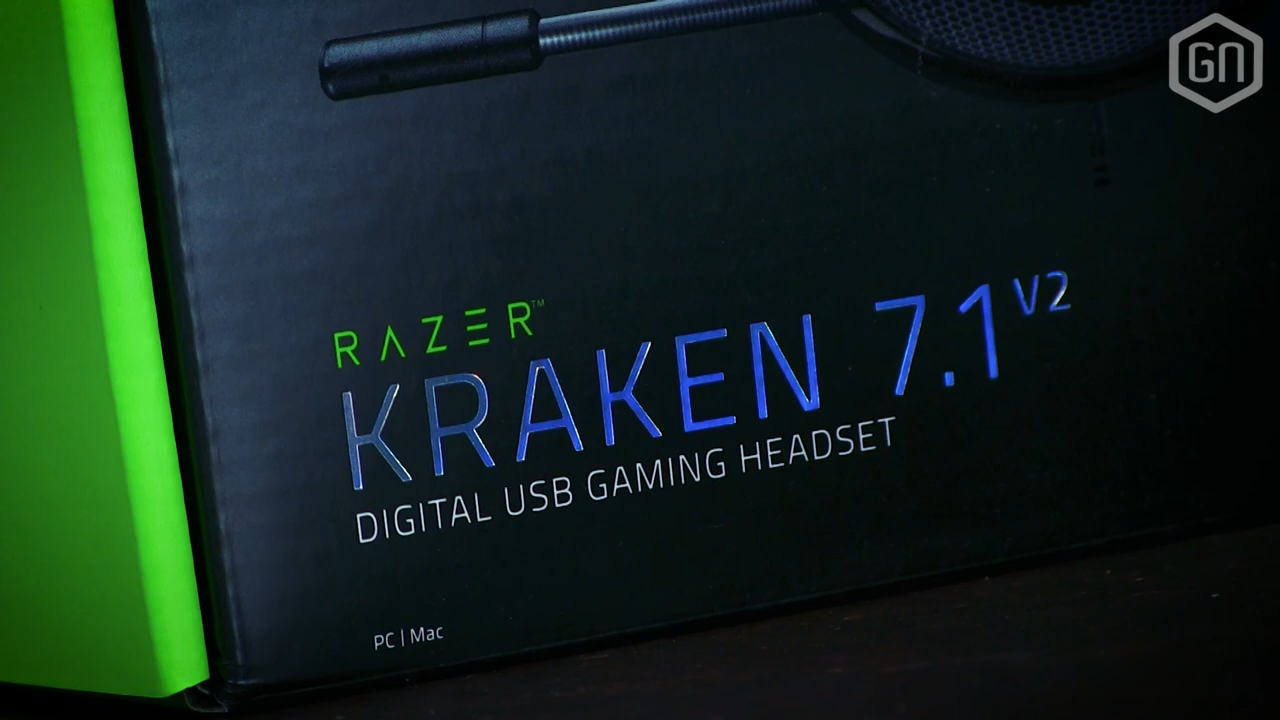 GN
RAZER™
KRAKEN 7.1 V2
DIGITAL USB GAMING HEADSET
PC | Mac